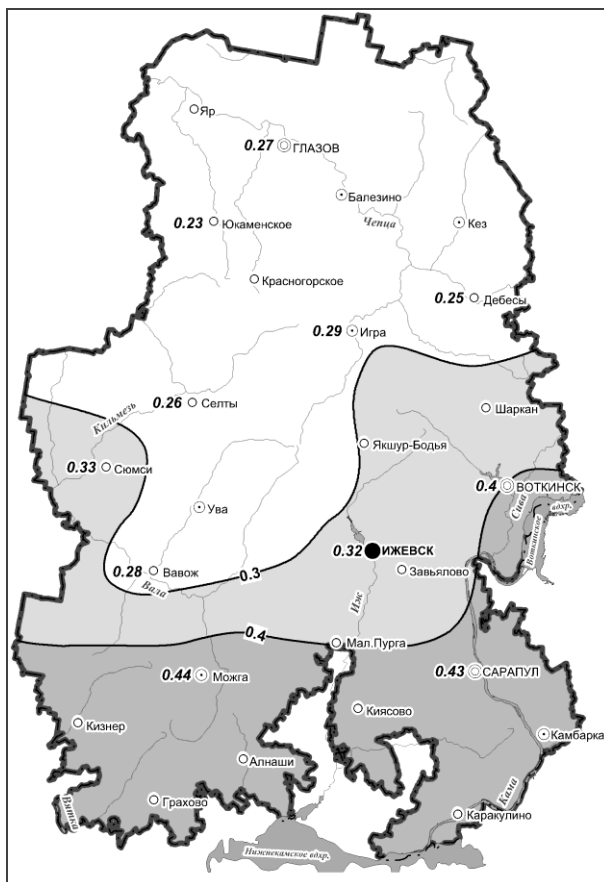 Яр
0.27 ГЛАЗОВ
Балезино
0.23 Юкаменское
Чепца
Кез
Красногорское
0.25 Дебесы
0.29 Игра
0.26 Селты
Кильмезь
Шаркан
Якшур-Бодья
0.33 Сюмси
0.4 ВОТКИНСК
Сива
Воткинское
вдхр.
Ува
0.32 ИЖЕВСК
0.28 Вавож
0.3
Завьялово
Вала
Иж
0.4
Мал.Пурга
0.44 Можга
0.43 САРАПУЛ
Киясово
Кизнер
Камбарка
Алнаши
Грахово
Вятка
Кама
Каракулино
Нижнекамское вдхр.